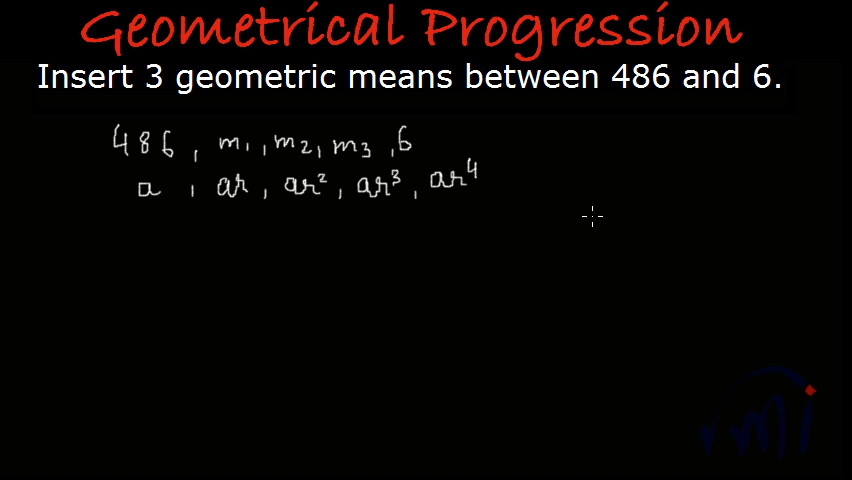 Geometrical Progression
Insert 3 geometric means between 486 and 6.
486, m₁, m₂, m₃, 6
a, ar, ar², ar³, ar⁴
rmi